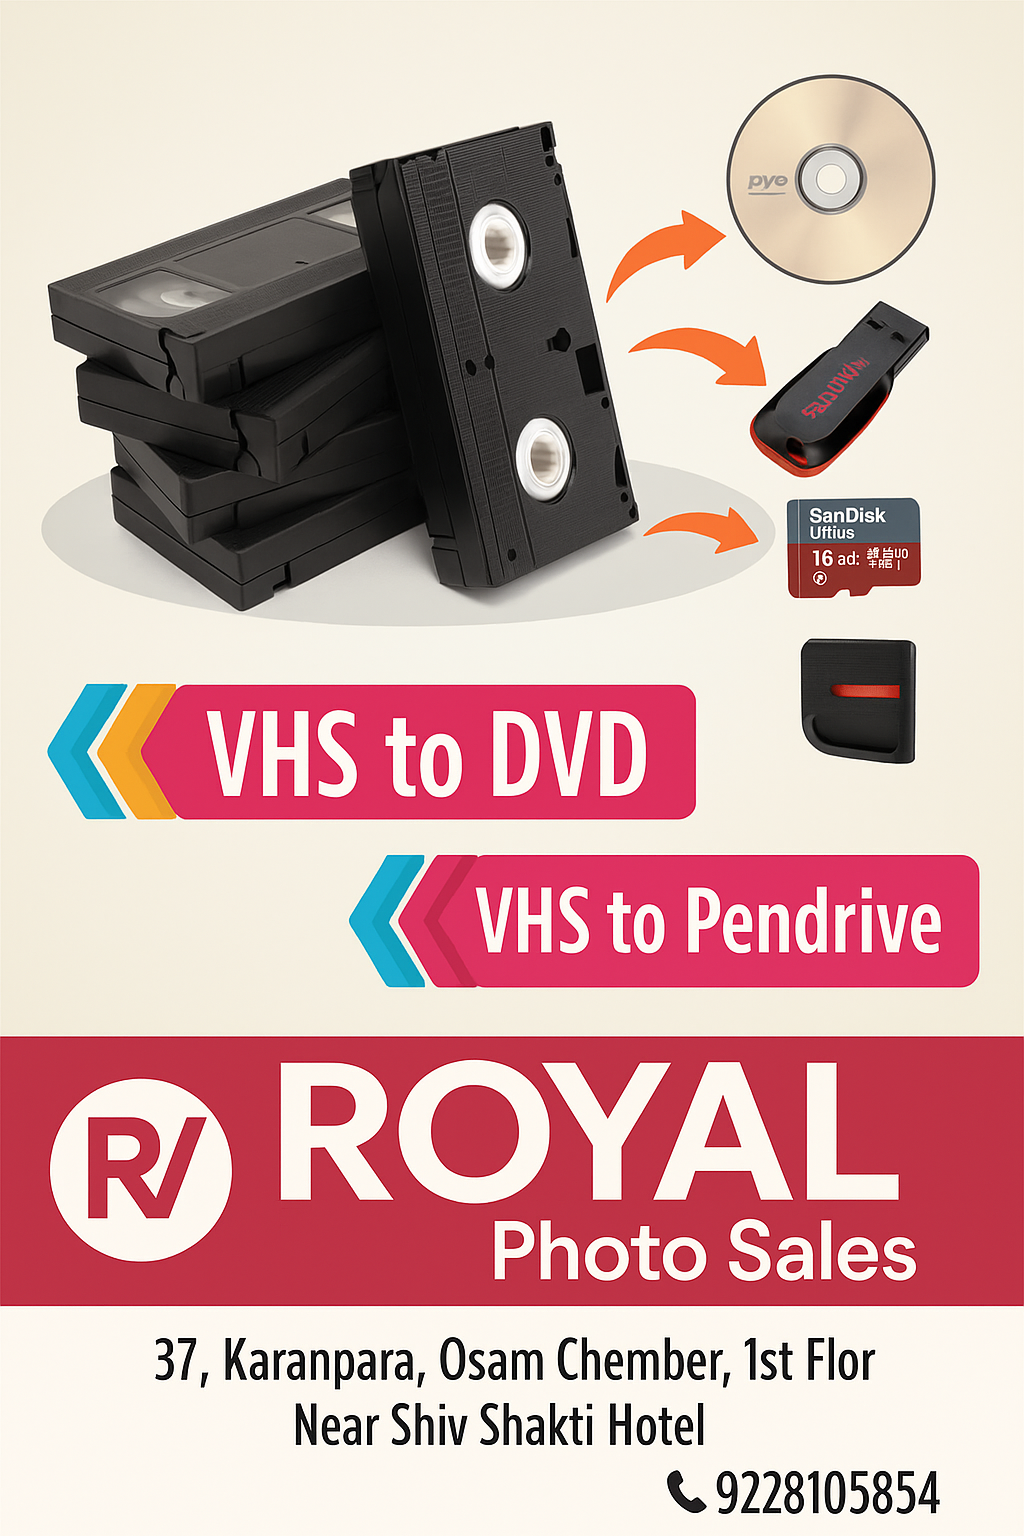 pye
SanDisk
Uftius
16 ad:
VHS to DVD
VHS to Pendrive
RV
ROYAL
Photo Sales
37, Karanpara, Osam Chember, 1st Flor
Near Shiv Shakti Hotel
9228105854